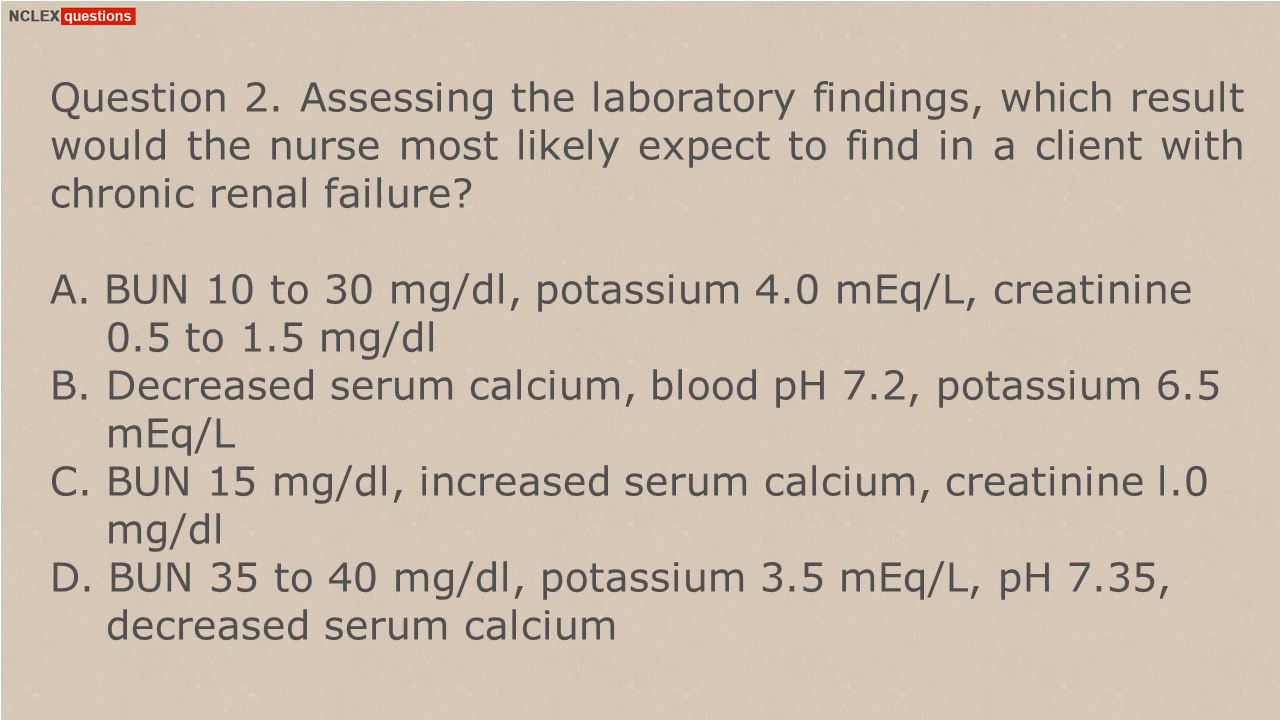 NCLEX questions
Question 2. Assessing the laboratory findings, which result
would the nurse most likely expect to find in a client with
chronic renal failure?
A. BUN 10 to 30 mg/dl, potassium 4.0 mEq/L, creatinine
0.5 to 1.5 mg/dl
B. Decreased serum calcium, blood pH 7.2, potassium 6.5
mEq/L
C. BUN 15 mg/dl, increased serum calcium, creatinine l.0
mg/dl
D. BUN 35 to 40 mg/dl, potassium 3.5 mEq/L, pH 7.35,
decreased serum calcium